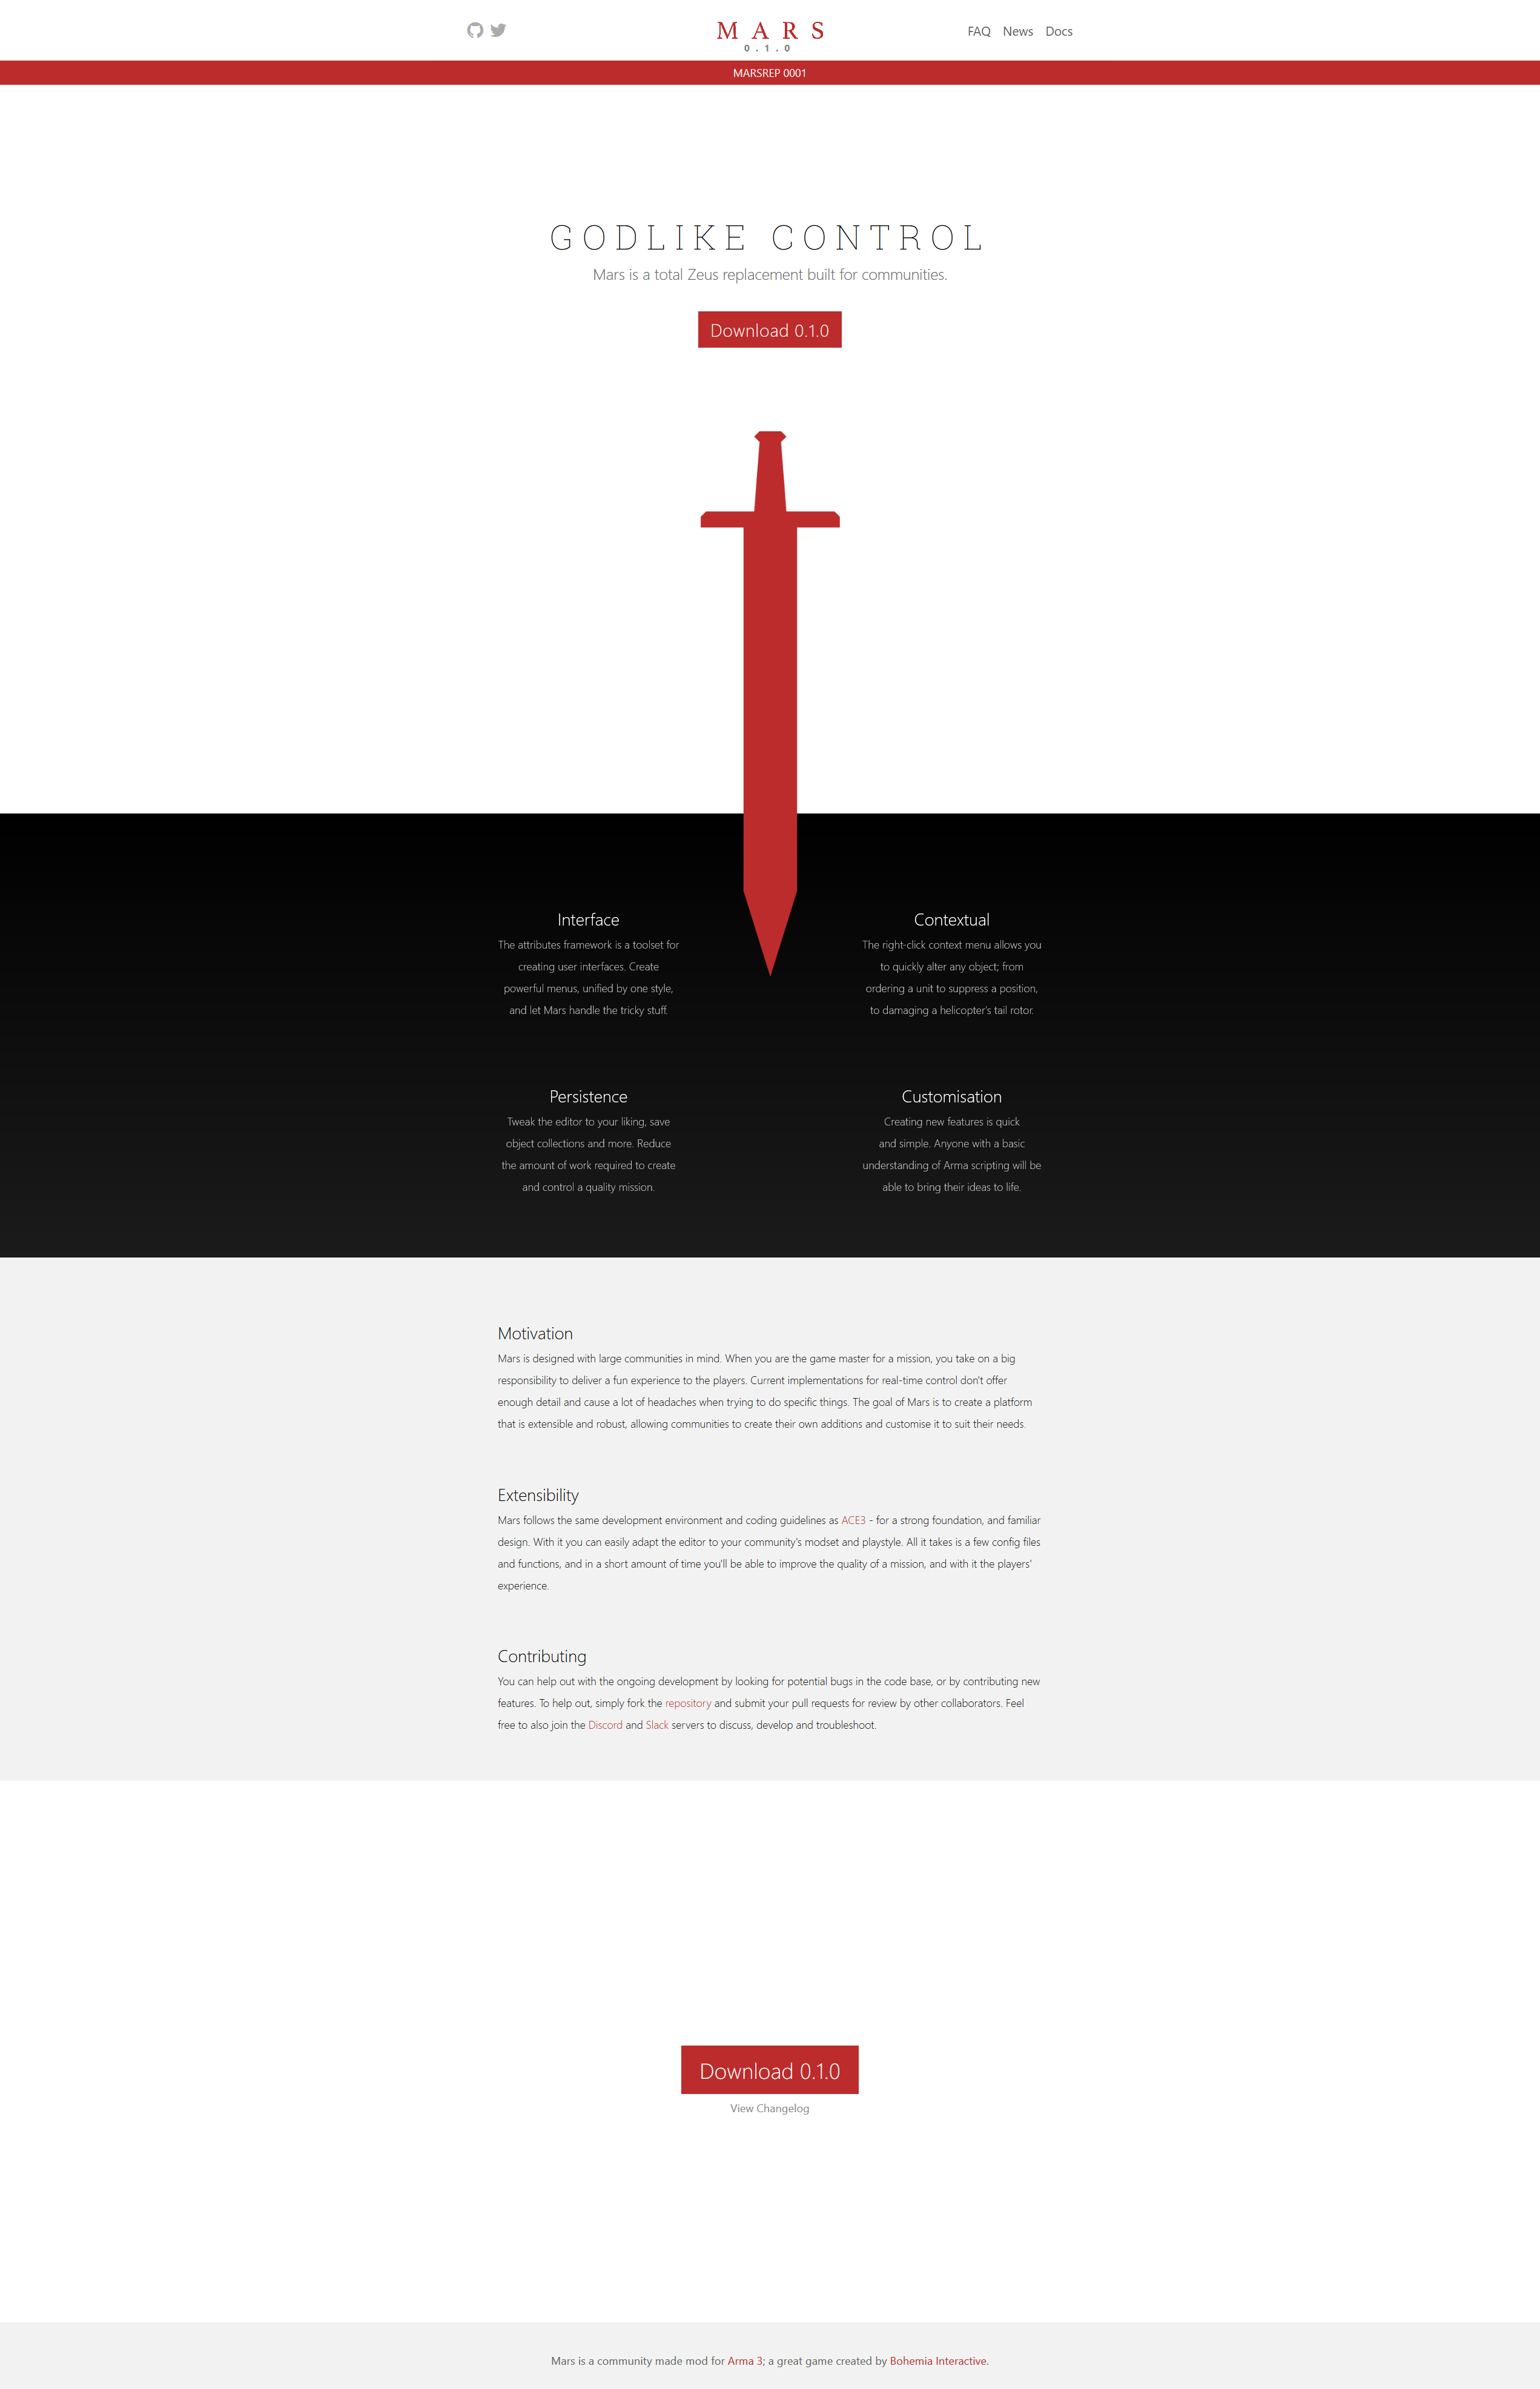 MARS
0.1.0
FAQ News Docs
MARSREP 0001
GODLIKE CONTROL
Mars is a total Zeus replacement built for communities.
Download 0.1.0
Interface
The attributes framework is a toolset for
creating user interfaces. Create
powerful menus, unified by one style,
and let Mars handle the tricky stuff.
Contextual
The right-click context menu allows you
to quickly alter any object; from
ordering a unit to suppress a position,
to damaging a helicopter's tail rotor.
Persistence
Tweak the editor to your liking, save
object collections and more. Reduce
the amount of work required to create
and control a quality mission.
Customisation
Creating new features is quick
and simple. Anyone with a basic
understanding of Arma scripting will be
able to bring their ideas to life.
Motivation
Mars is designed with large communities in mind. When you are the game master for a mission, you take on a big
responsibility to deliver a fun experience to the players. Current implementations for real-time control don't offer
enough detail and cause a lot of headaches when trying to do specific things. The goal of Mars is to create a platform
that is extensible and robust, allowing communities to create their own additions and customise it to suit their needs.
Extensibility
Mars follows the same development environment and coding guidelines as ACE3 - for a strong foundation, and familiar
design. With it you can easily adapt the editor to your community's modset and playstyle. All it takes is a few config files
and functions, and in a short amount of time you'll be able to improve the quality of a mission, and with it the players'
experience.
Contributing
You can help out with the ongoing development by looking for potential bugs in the code base, or by contributing new
features. To help out, simply fork the repository and submit your pull requests for review by other collaborators. Feel
free to also join the Discord and Slack servers to discuss, develop and troubleshoot.
Download 0.1.0
View Changelog
Mars is a community made mod for Arma 3; a great game created by Bohemia Interactive.